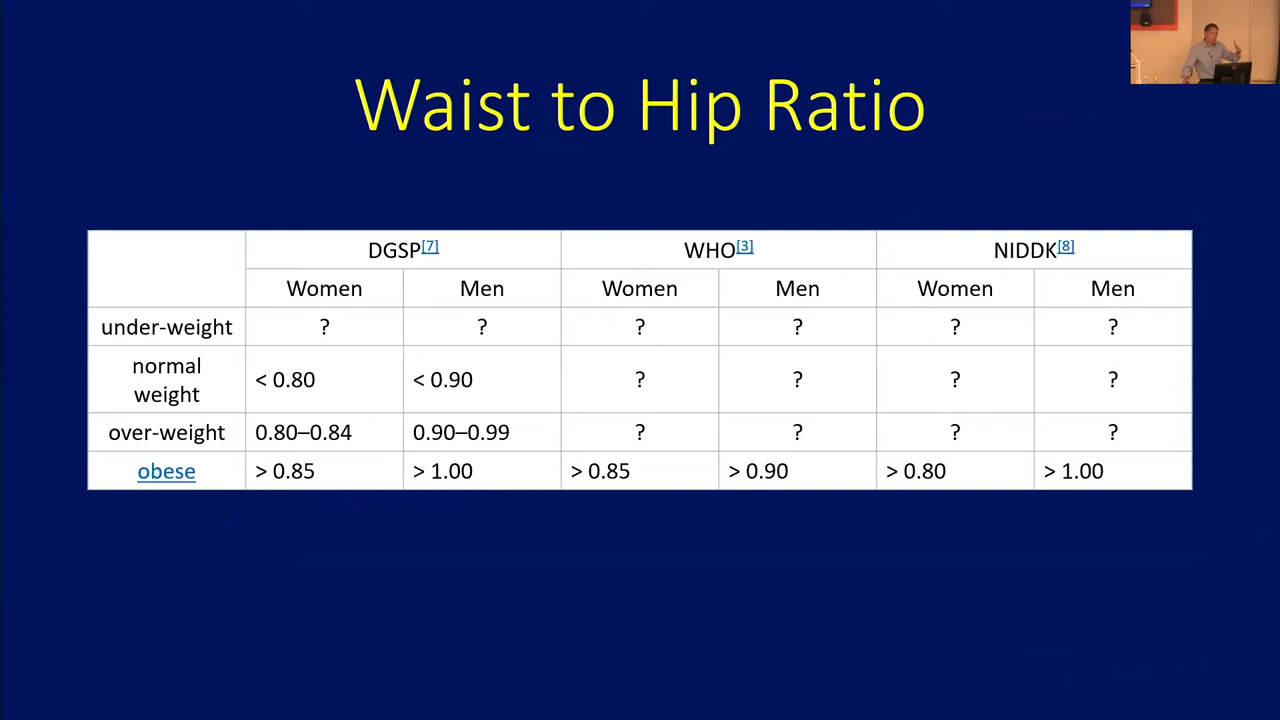 Waist to Hip Ratio
DGSP[7] WHO[3] NIDDK[8]
Women Men Women Men Women Men
under-weight ? ? ? ? ? ?
normal
weight < 0.80 < 0.90 ? ? ? ?
over-weight 0.80–0.84 0.90–0.99 ? ? ? ?
obese > 0.85 > 1.00 > 0.85 > 0.90 > 0.80 > 1.00